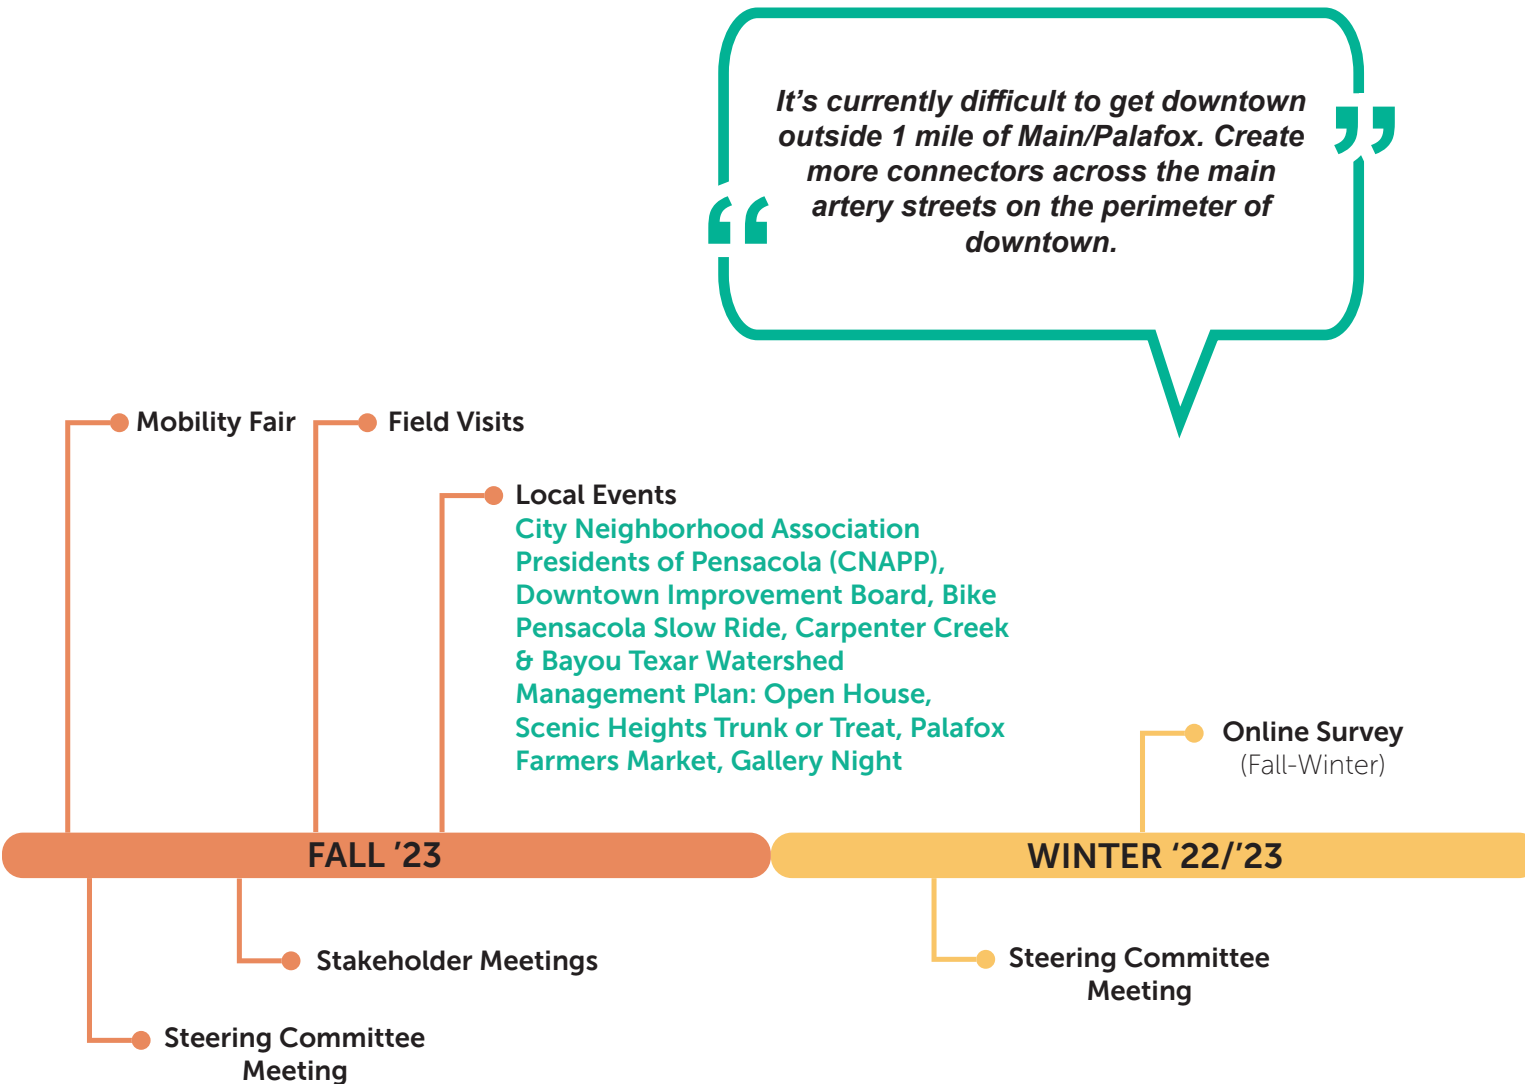 It’s currently difficult to get downtown
outside 1 mile of Main/Palafox. Create
more connectors across the main
artery streets on the perimeter of
downtown.
Mobility Fair
Field Visits
Local Events
City Neighborhood Association
Presidents of Pensacola (CNAPP),
Downtown Improvement Board, Bike
Pensacola Slow Ride, Carpenter Creek
& Bayou Texar Watershed
Management Plan: Open House,
Scenic Heights Trunk or Treat, Palafox
Farmers Market, Gallery Night
Online Survey
(Fall-Winter)
FALL ’23
WINTER ‘22/’23
Stakeholder Meetings
Steering Committee
Meeting
Steering Committee
Meeting